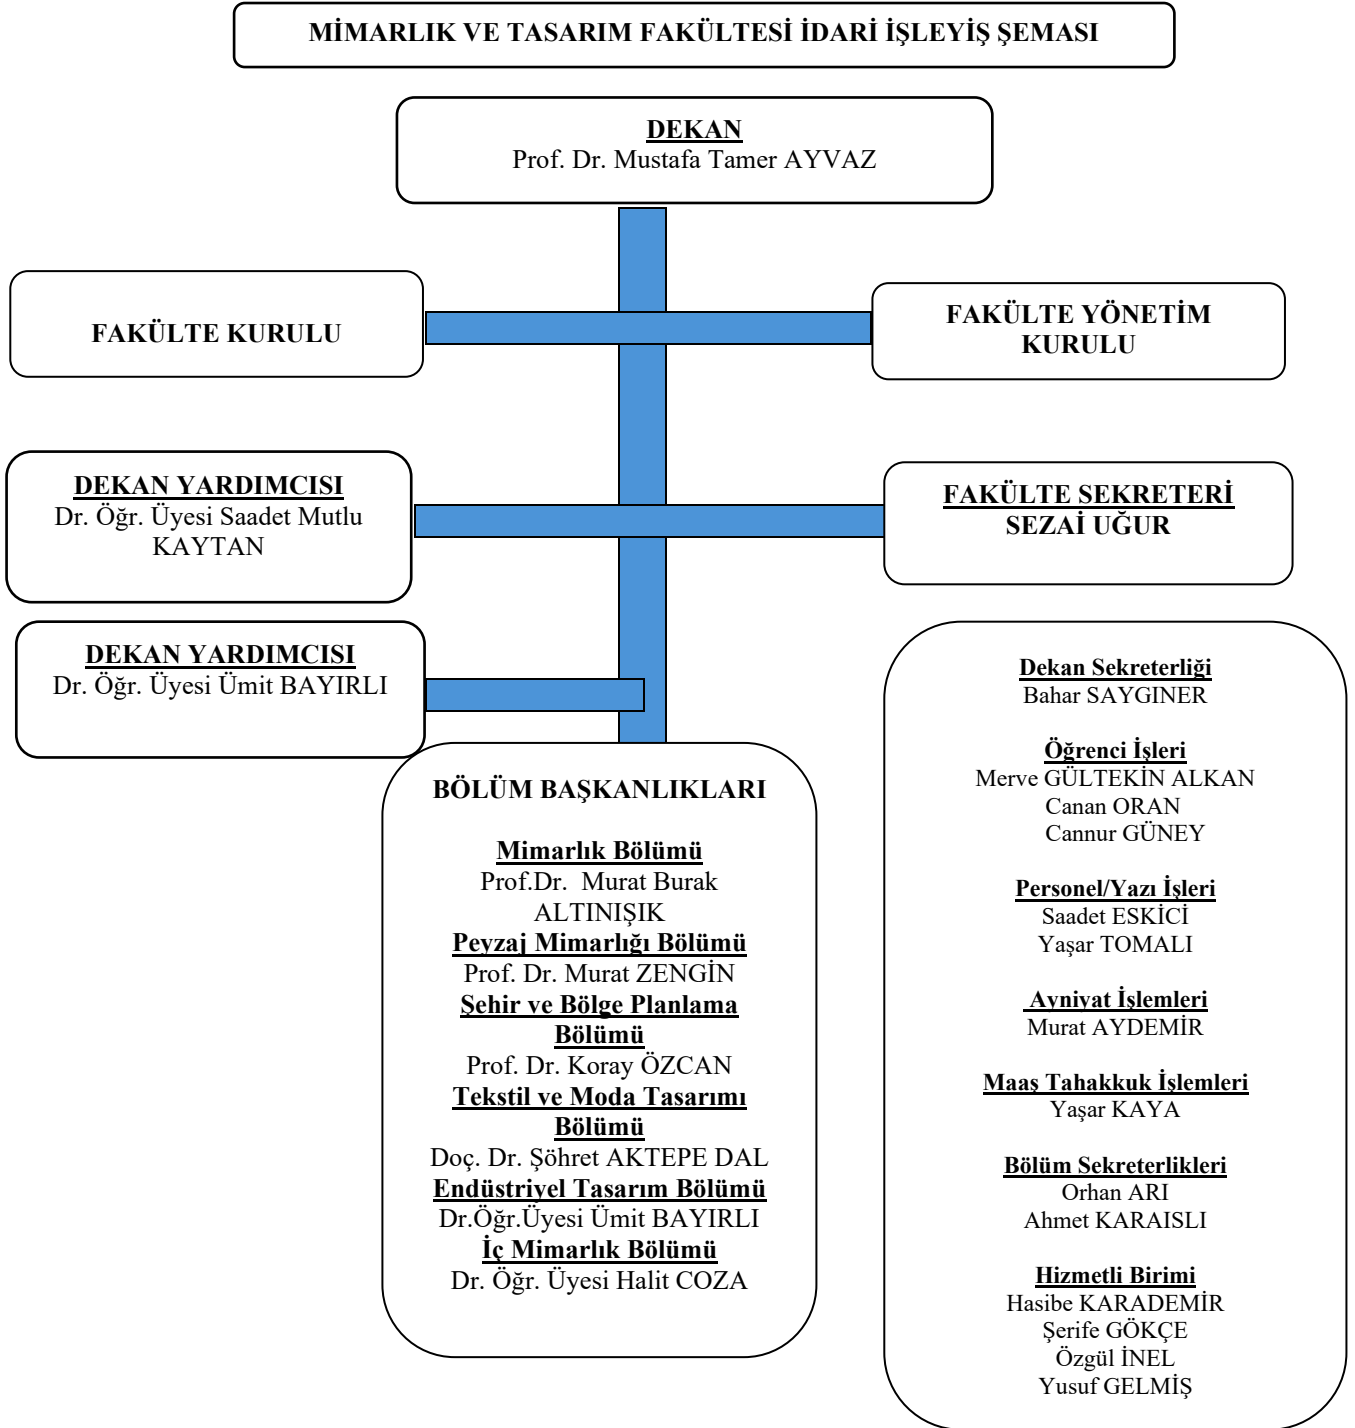 MİMARLIK VE TASARIM FAKÜLTESİ İDARİ İŞLEYİŞ ŞEMASI
DEKAN
Prof. Dr. Mustafa Tamer AYVAZ
FAKÜLTE KURULU
FAKÜLTE YÖNETİM
KURULU
DEKAN YARDIMCISI
Dr. Öğr. Üyesi Saadet Mutlu
KAYTAN
FAKÜLTE SEKRETERİ
SEZAİ UĞUR
DEKAN YARDIMCISI
Dr. Öğr. Üyesi Ümit BAYIRLI
BÖLÜM BAŞKANLIKLARI
Mimarlık Bölümü
Prof.Dr. Murat Burak
ALTINIŞIK
Peyzaj Mimarlığı Bölümü
Prof. Dr. Murat ZENGİN
Şehir ve Bölge Planlama
Bölümü
Prof. Dr. Koray ÖZCAN
Tekstil ve Moda Tasarımı
Bölümü
Doç. Dr. Şöhret AKTEPE DAL
Endüstriyel Tasarım Bölümü
Dr.Öğr.Üyesi Ümit BAYIRLI
İç Mimarlık Bölümü
Dr. Öğr. Üyesi Halit COZA
Dekan Sekreterliği
Bahar SAYGINER
Öğrenci İşleri
Merve GÜLTEKİN ALKAN
Canan ORAN
Cannur GÜNEY
Personel/Yazı İşleri
Saadet ESKİCİ
Yaşar TOMALI
Ayniyat İşlemleri
Murat AYDEMİR
Maaş Tahakkuk İşlemleri
Yaşar KAYA
Bölüm Sekreterlikleri
Orhan ARI
Ahmet KARAISLI
Hizmetli Birimi
Hasibe KARADEMİR
Şerife GÖKÇE
Özgül İNEL
Yusuf GELMİŞ